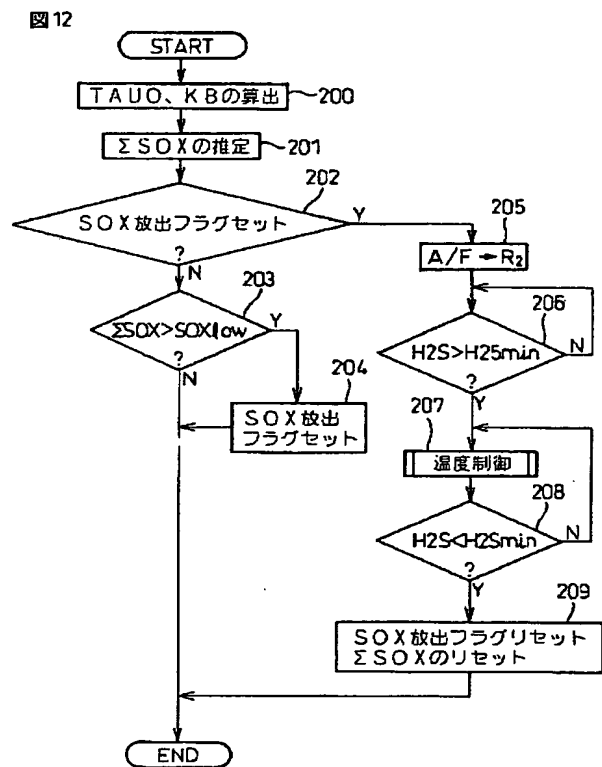 図12
START
TAUO、KBの算出
200
ΣSOXの推定
201
202
SOX放出フラグセット
?
Y
N
205
A/F→R₂
203
ΣSOX>SOXlow
?
Y
N
206
H2S>H2Smin
?
N
Y
204
SOX放出
フラグセット
207
温度制御
208
H2S<H2Smin
?
N
Y
209
SOX放出フラグリセット
ΣSOXのリセット
END